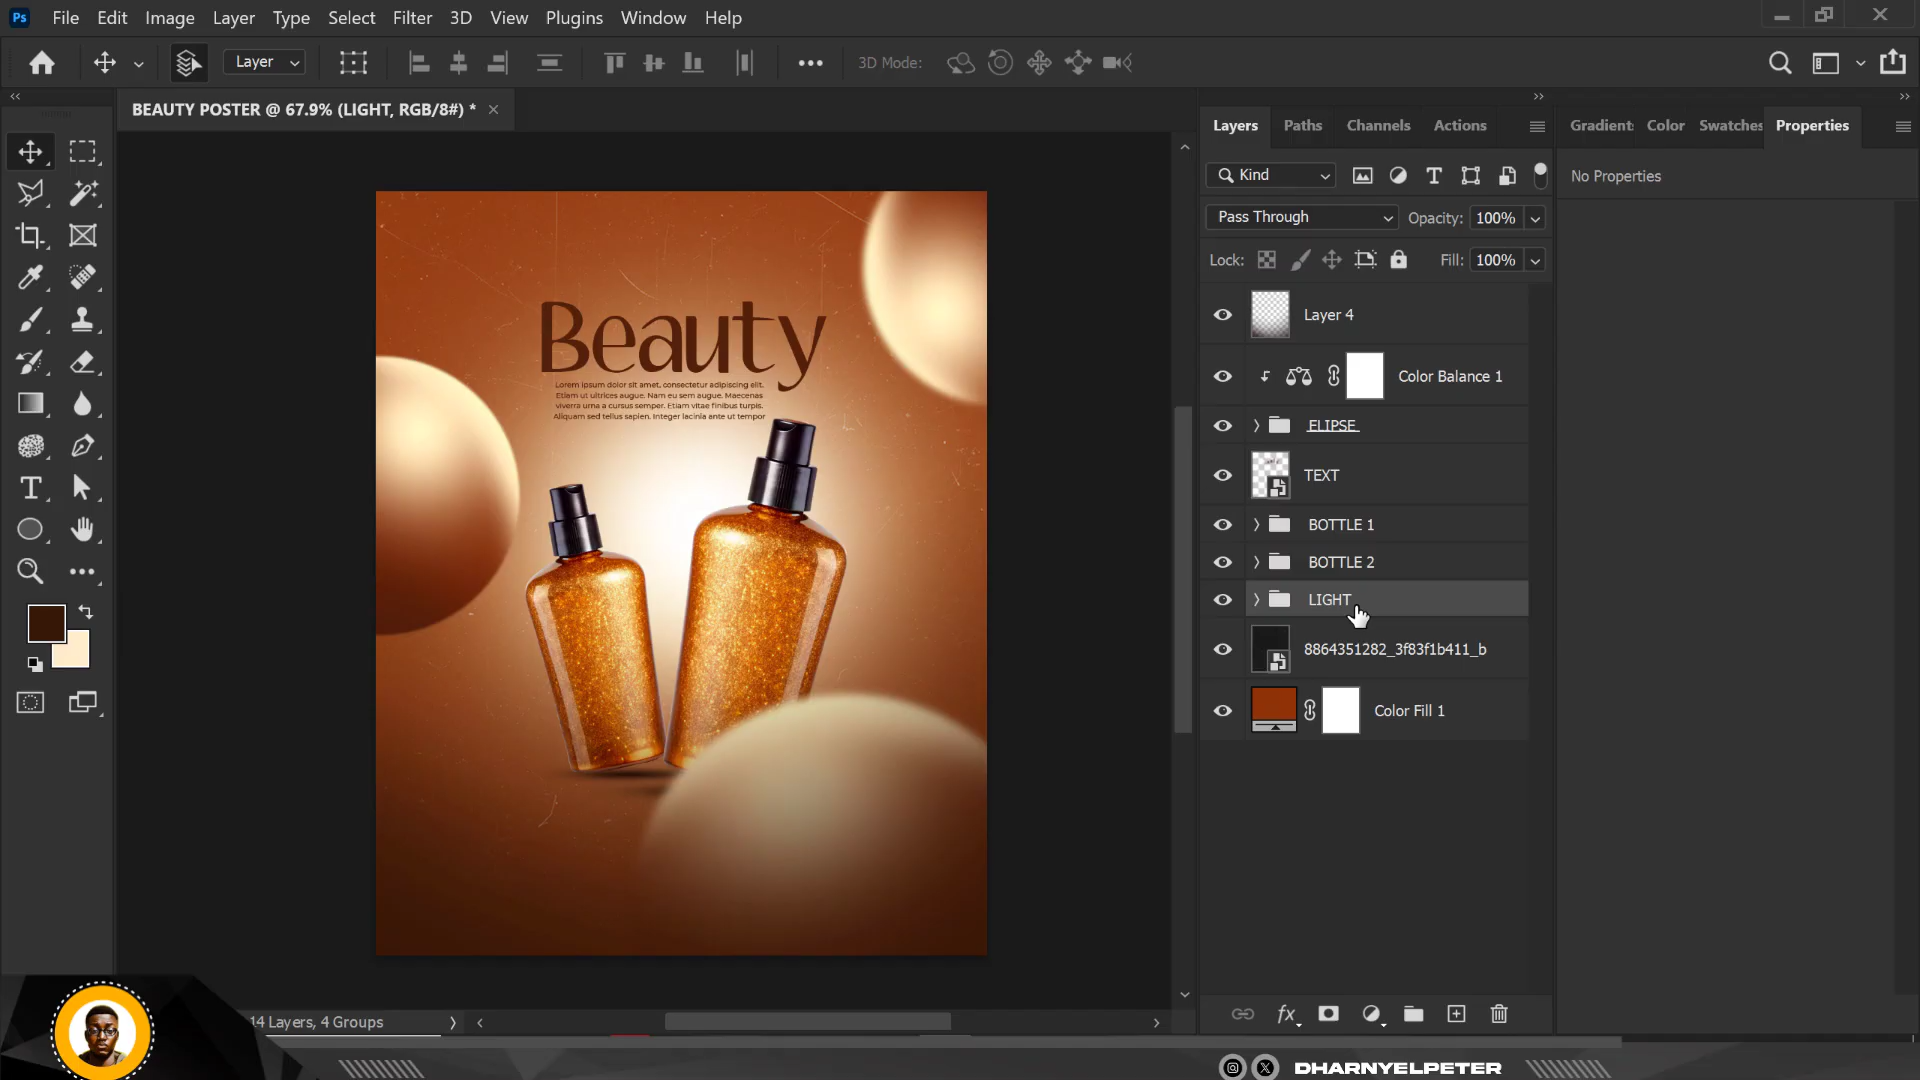 Ps File Edit Image Layer Type Select Filter 3D View Plugins Window Help
Layer 3D Mode:
BEAUTY POSTER @ 67.9% (LIGHT, RGB/8#) *
Layers Paths Channels Actions
Gradient Color Swatches Properties
Kind
No Properties
Pass Through Opacity: 100%
Lock: Fill: 100%
Layer 4
Color Balance 1
ELIPSE
TEXT
BOTTLE 1
BOTTLE 2
LIGHT
8864351282_3f83f1b411_b
Color Fill 1
Beauty
Lorem ipsum dolor sit amet, consectetur adipiscing elit.
Etiam ut ultrices augue. Nam eu sem augue. Maecenas
viverra urna a cursus semper. Etiam vitae finibus turpis.
Aliquam sed tellus sapien. Integer lacinia ante ut tempor
14 Layers, 4 Groups
fx
DHARNYELPETER